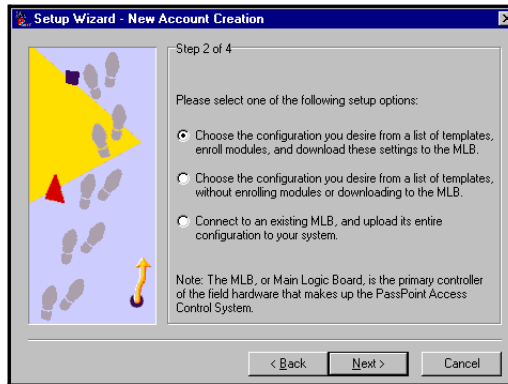 Setup Wizard - New Account Creation
Step 2 of 4
Please select one of the following setup options:
Choose the configuration you desire from a list of templates,
enroll modules, and download these settings to the MLB.
Choose the configuration you desire from a list of templates,
without enrolling modules or downloading to the MLB.
Connect to an existing MLB, and upload its entire
configuration to your system.
Note: The MLB, or Main Logic Board, is the primary controller
of the field hardware that makes up the PassPoint Access
Control System.
< Back Next > Cancel